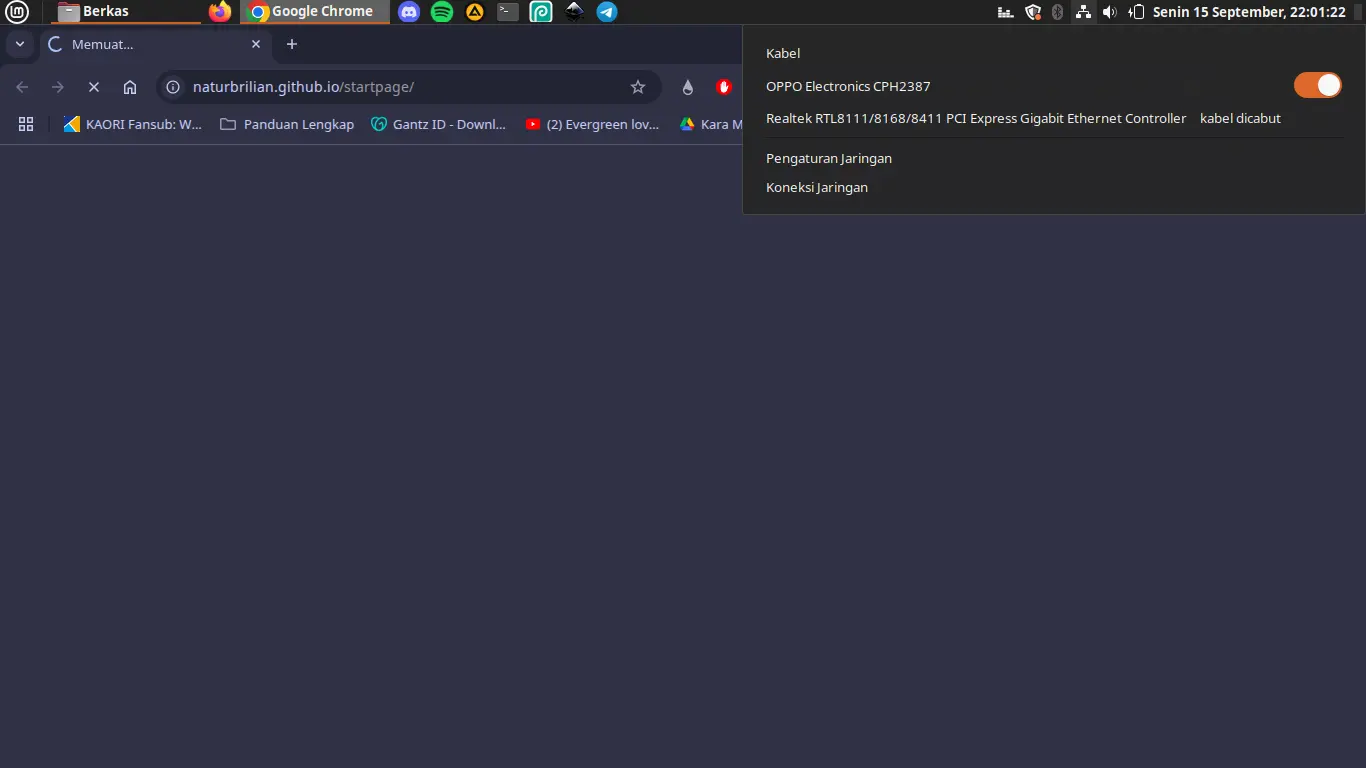 Berkas
Google Chrome
Senin 15 September, 22:01:22
Memuat...
naturbrilian.github.io/startpage/
KAORI Fansub: W...
Panduan Lengkap
Gantz ID - Downl...
(2) Evergreen lov...
Kara M
Kabel
OPPO Electronics CPH2387
Realtek RTL8111/8168/8411 PCI Express Gigabit Ethernet Controller kabel dicabut
Pengaturan Jaringan
Koneksi Jaringan